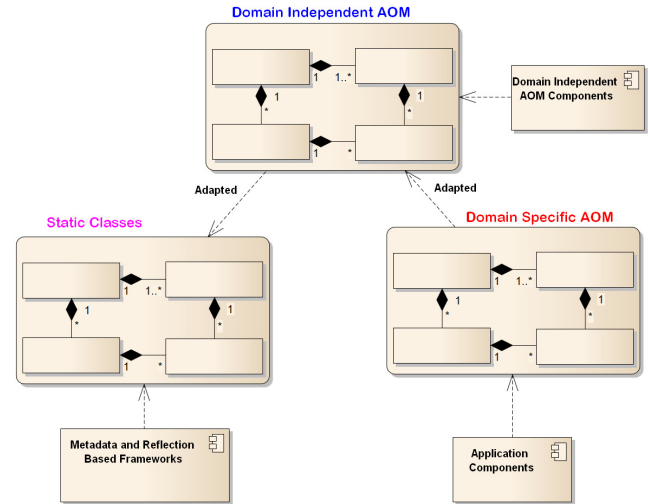 Domain Independent AOM
1
1..*
1
*
1
*
1
*
Domain Independent
AOM Components
Adapted
Adapted
Static Classes
1
1..*
1
*
1
*
1
*
Domain Specific AOM
1
1..*
1
*
1
*
1
*
Metadata and Reflection
Based Frameworks
Application
Components